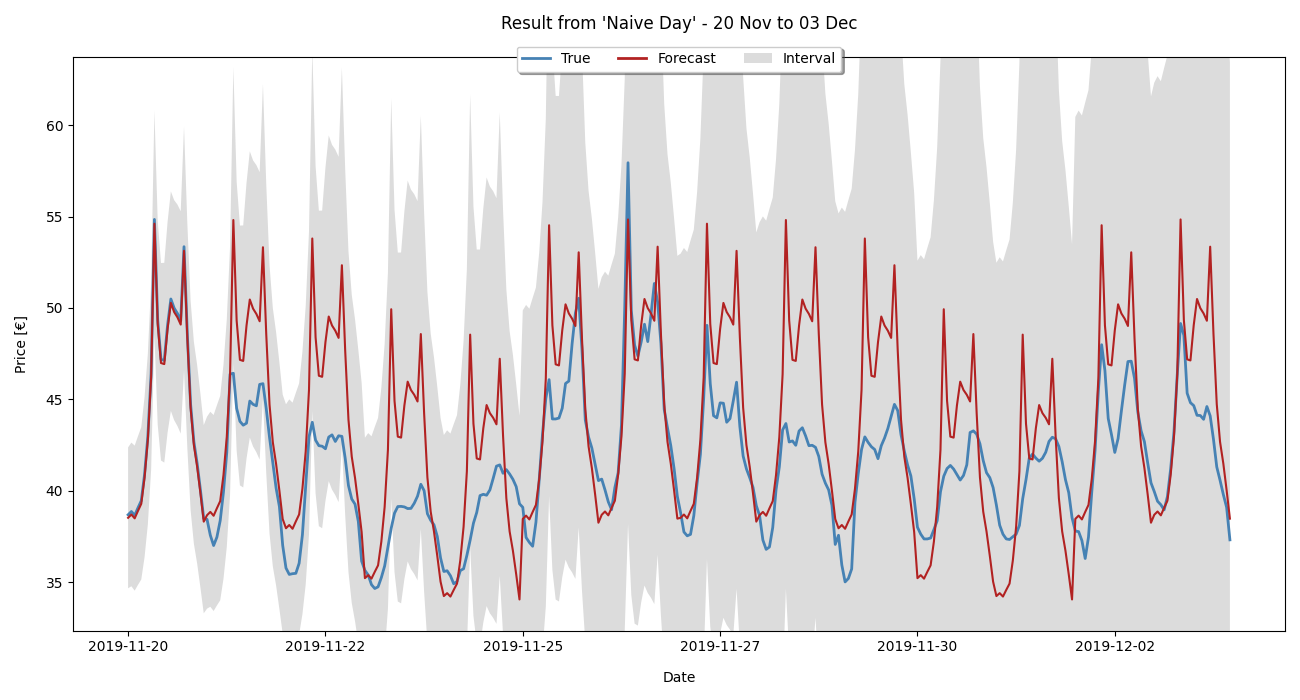 Result from 'Naive Day' - 20 Nov to 03 Dec
True Forecast Interval
Price [€]
60
55
50
45
40
35
2019-11-20 2019-11-22 2019-11-25 2019-11-27 2019-11-30 2019-12-02
Date